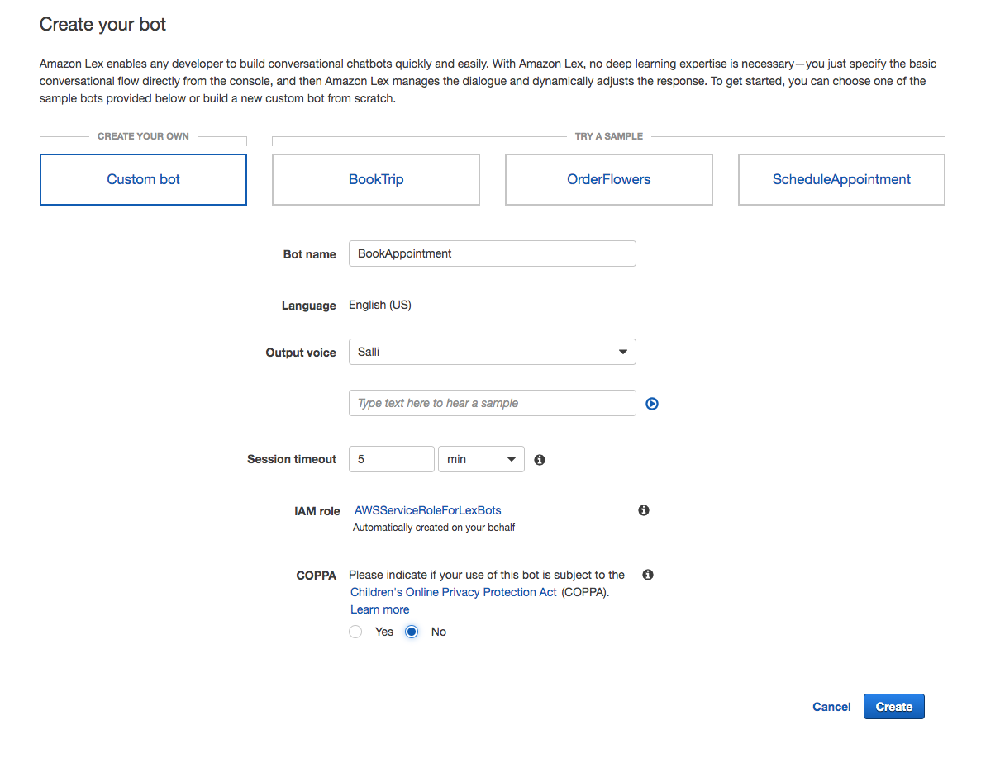 Create your bot
Amazon Lex enables any developer to build conversational chatbots quickly and easily. With Amazon Lex, no deep learning expertise is necessary—you just specify the basic
conversational flow directly from the console, and then Amazon Lex manages the dialogue and dynamically adjusts the response. To get started, you can choose one of the
sample bots provided below or build a new custom bot from scratch.
CREATE YOUR OWN TRY A SAMPLE
Custom bot BookTrip OrderFlowers ScheduleAppointment
Bot name BookAppointment
Language English (US)
Output voice Salli
Type text here to hear a sample
Session timeout 5 min
IAM role AWSServiceRoleForLexBots
Automatically created on your behalf
COPPA Please indicate if your use of this bot is subject to the
Children's Online Privacy Protection Act (COPPA).
Learn more
Yes No
Cancel Create